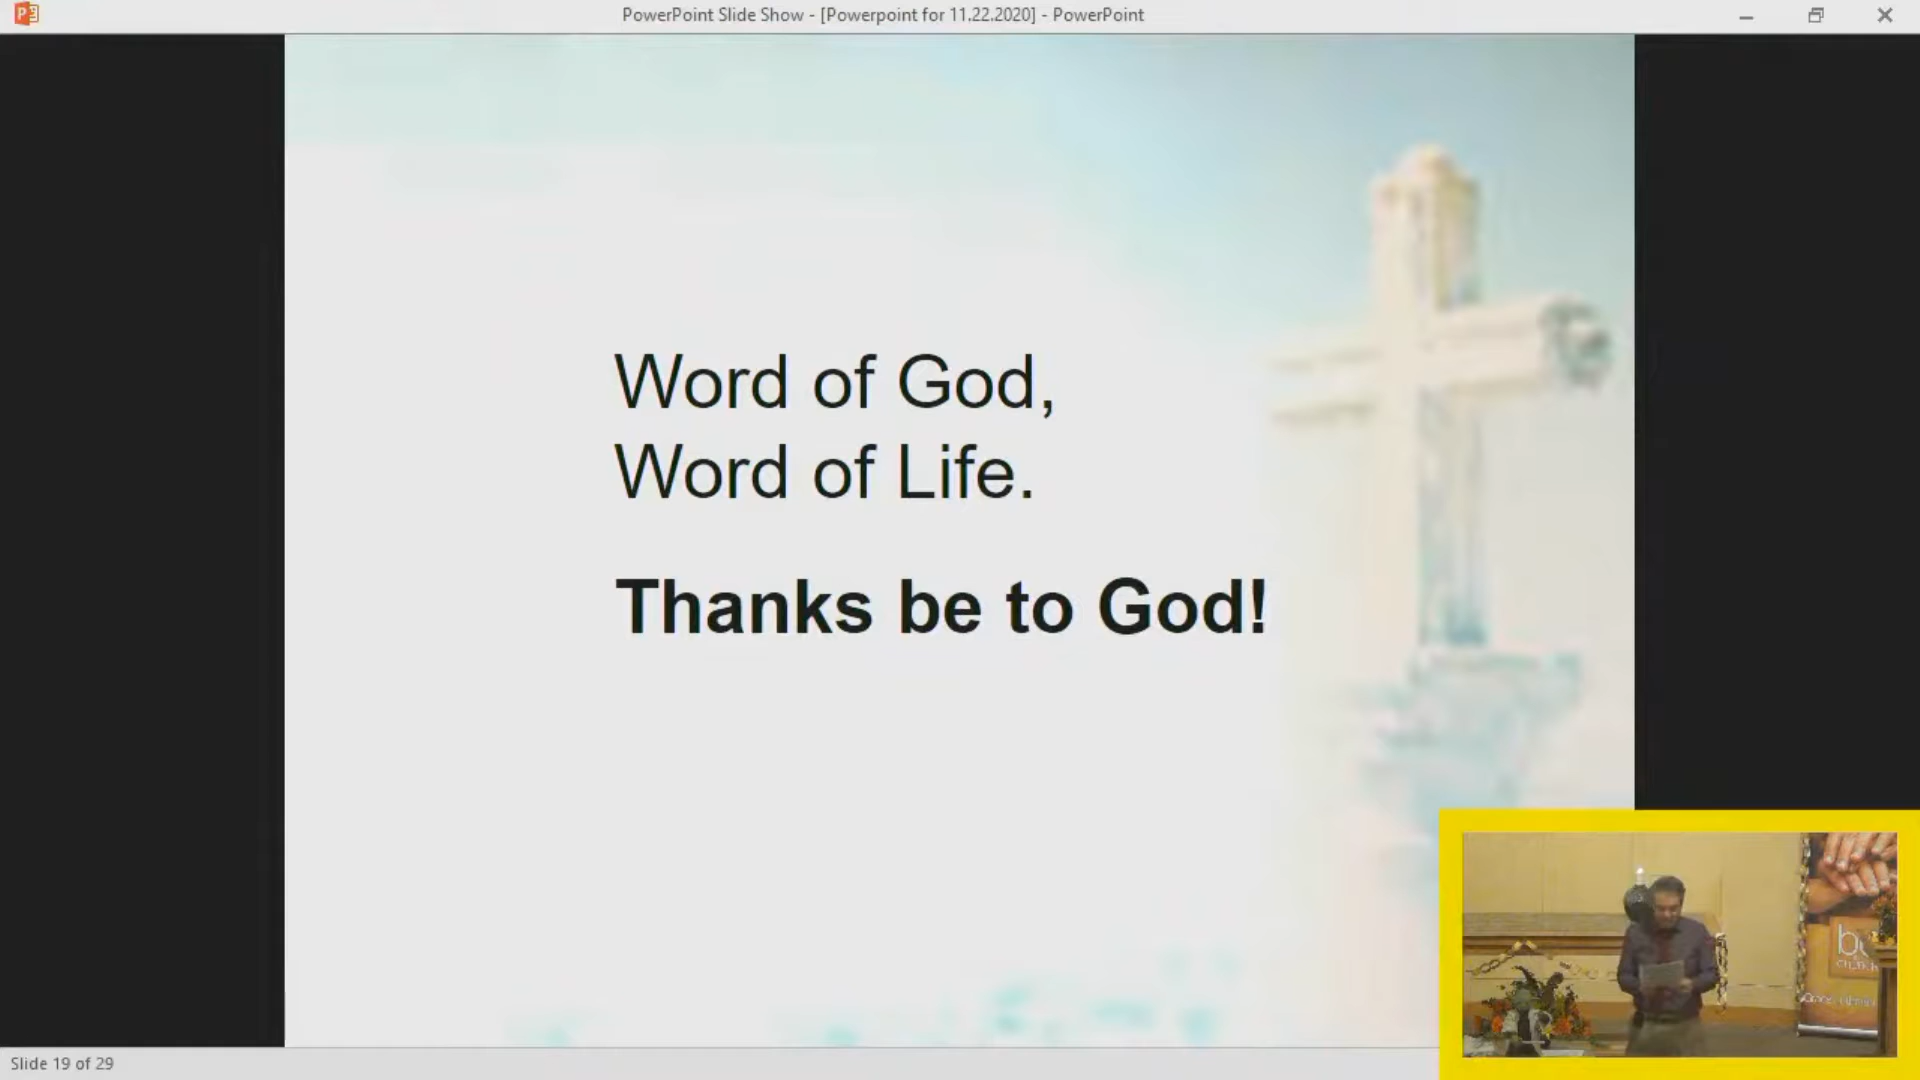 PowerPoint Slide Show - [Powerpoint for 11.22.2020] - PowerPoint
Word of God,
Word of Life.
Thanks be to God!
Slide 19 of 29